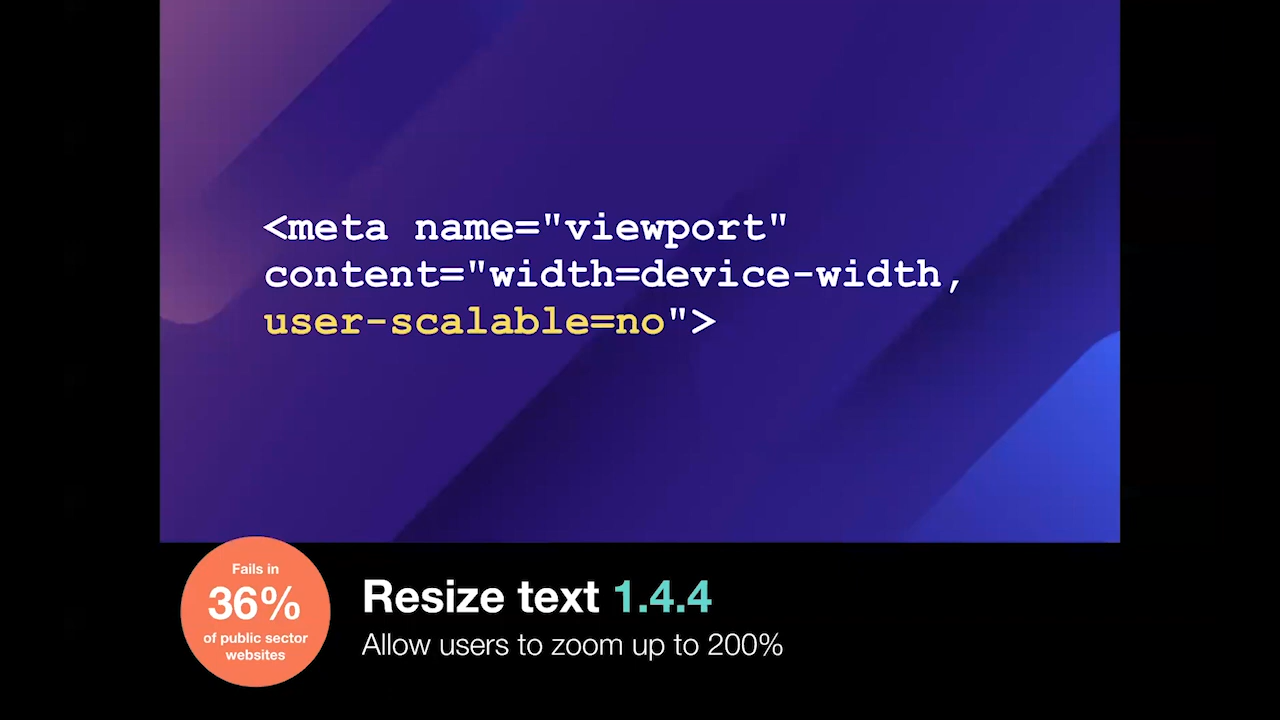 <meta name="viewport"
content="width=device-width,
user-scalable=no">
Fails in
36%
of public sector
websites
Resize text 1.4.4
Allow users to zoom up to 200%